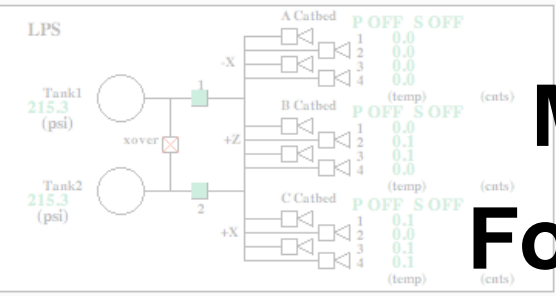 LPS
A Catbed P OFF S OFF
1 0.0
2 0.0
-X
3 0.0
4 0.0
(temp) (cnts)
Tank1
215.3
(psi)
1
B Catbed P OFF S OFF
1 0.0
2 0.1
xover
+Z
3 0.1
4 0.0
(temp) (cnts)
Tank2
215.3
(psi)
2
C Catbed P OFF S OFF
1 0.1
2 0.0
+X
3 0.1
4 0.1
(temp) (cnts)
M
Fo